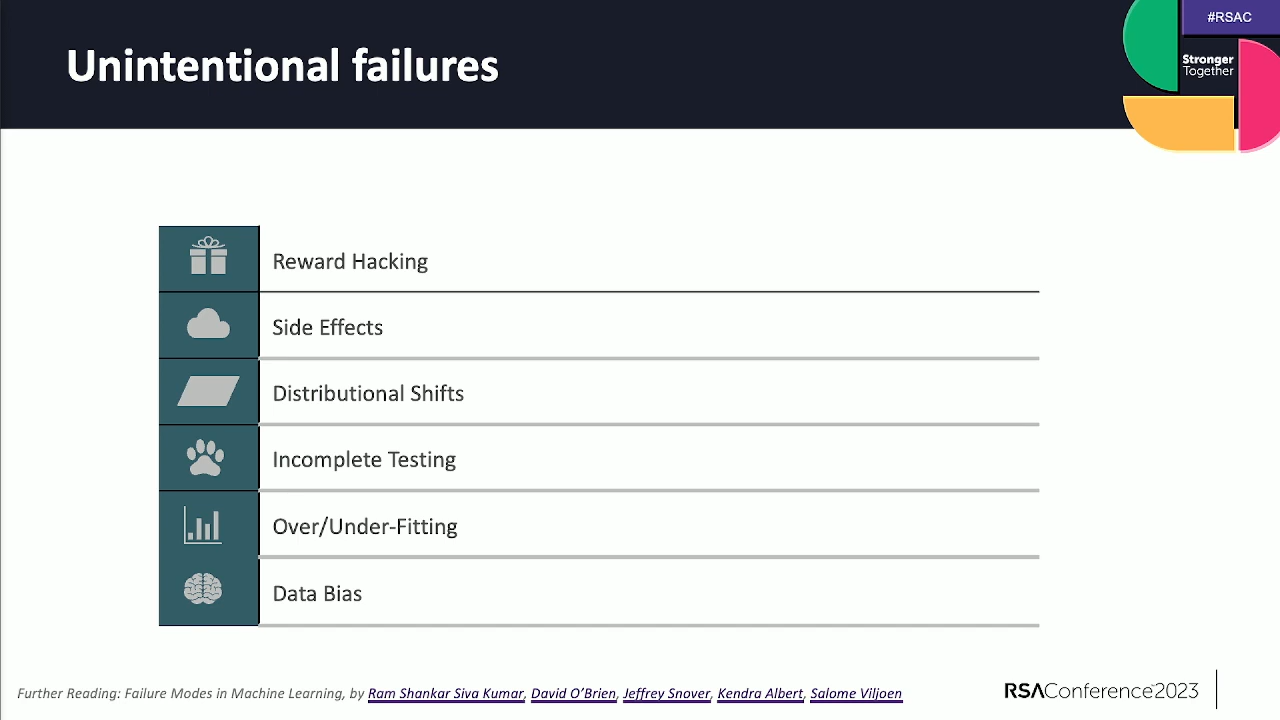 Unintentional failures
#RSAC
Stronger
Together
Reward Hacking
Side Effects
Distributional Shifts
Incomplete Testing
Over/Under-Fitting
Data Bias
Further Reading: Failure Modes in Machine Learning, by Ram Shankar Siva Kumar, David O'Brien, Jeffrey Snover, Kendra Albert, Salome Viljoen
RSAConference™2023